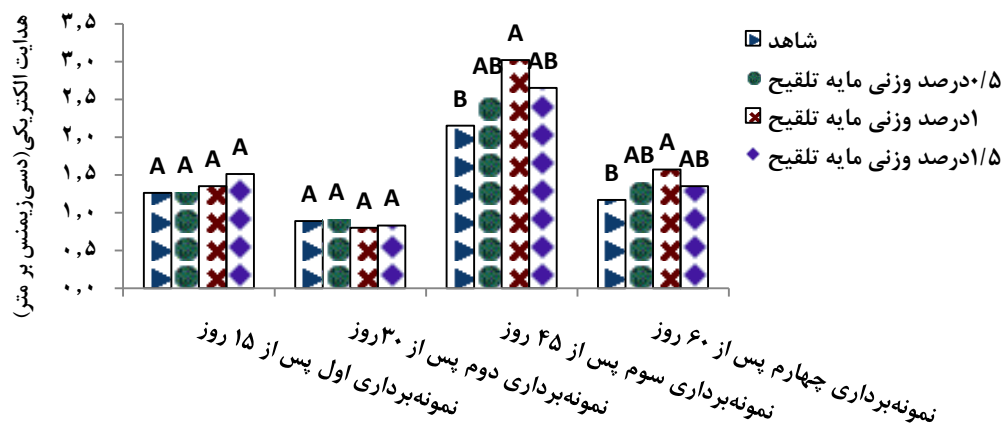 هدایت الکتریکی(دسی‌زیمنس بر متر)
۳,۵
۳,۰
۲,۵
۲,۰
۱,۵
۱,۰
۰,۵
۰,۰
A A A A
A A A A
B AB A AB
B AB A AB
نمونه‌برداری اول پس از ۱۵ روز
نمونه‌برداری دوم پس از ۳۰روز
نمونه‌برداری سوم پس از ۴۵ روز
نمونه‌برداری چهارم پس از ۶۰ روز
شاهد
۰/۵درصد وزنی مایه تلقیح
۱درصد وزنی مایه تلقیح
۱/۵درصد وزنی مایه تلقیح